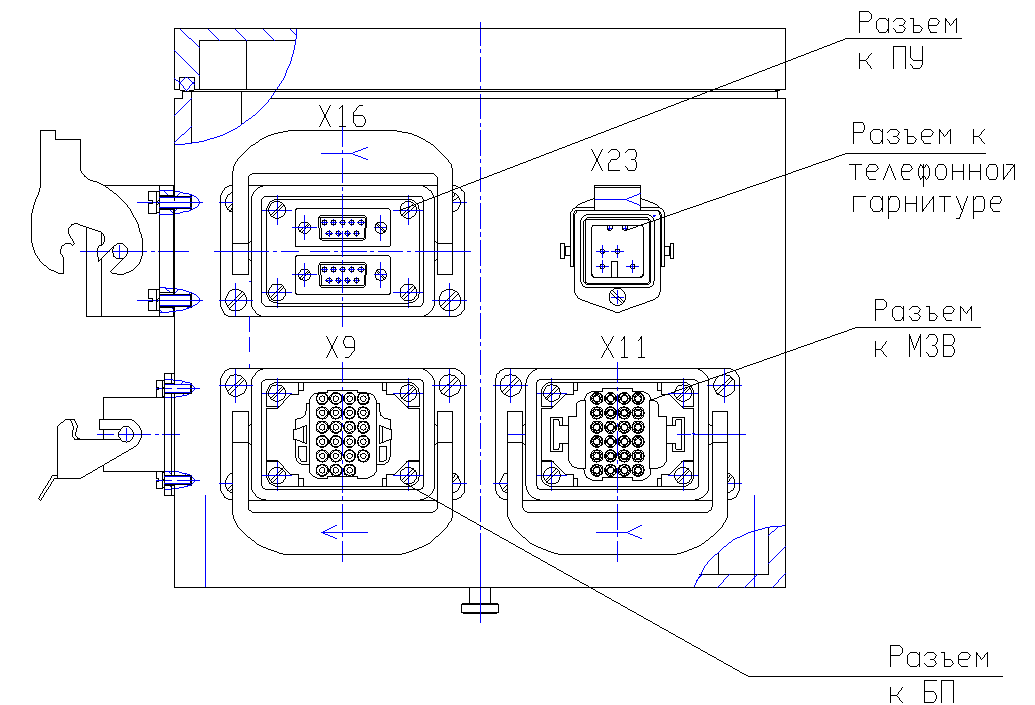 Разъем
к ПУ
X16
Разъем к
телефонной
гарнитуре
X23
Разъем
к МЗВ
X9
X11
Разъем
к БП